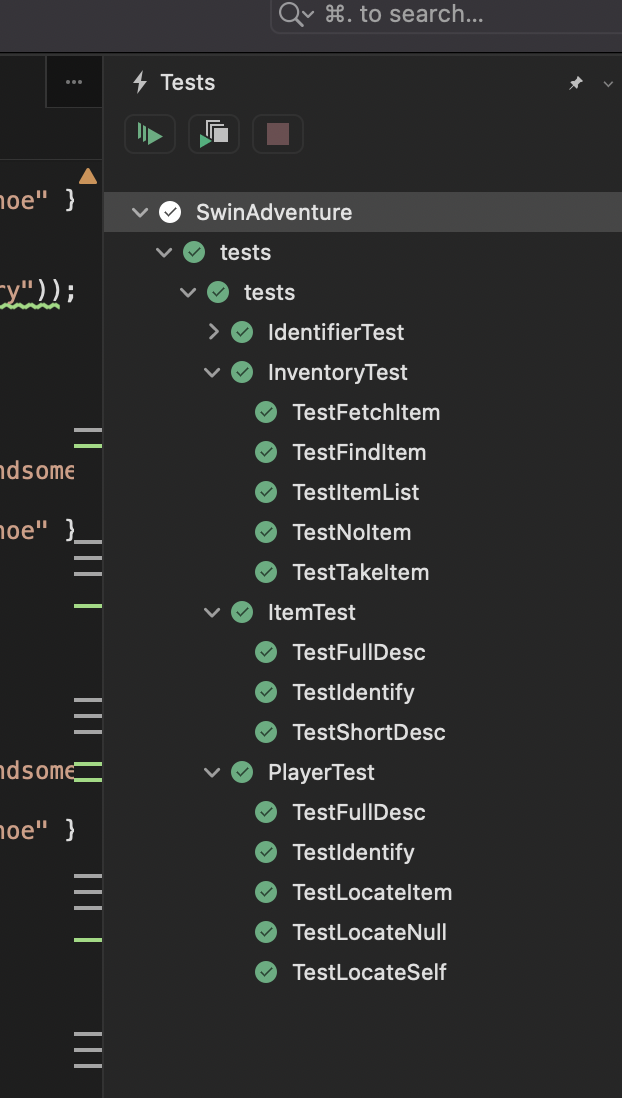 ⌘. to search...
...
Tests
hoe" }
SwinAdventure
tests
ry"));
tests
IdentifierTest
InventoryTest
TestFetchItem
TestFindItem
ndsome
TestItemList
hoe" }
TestNoItem
TestTakeItem
ItemTest
TestFullDesc
TestIdentify
TestShortDesc
ndsome
PlayerTest
TestFullDesc
hoe" }
TestIdentify
TestLocateItem
TestLocateNull
TestLocateSelf